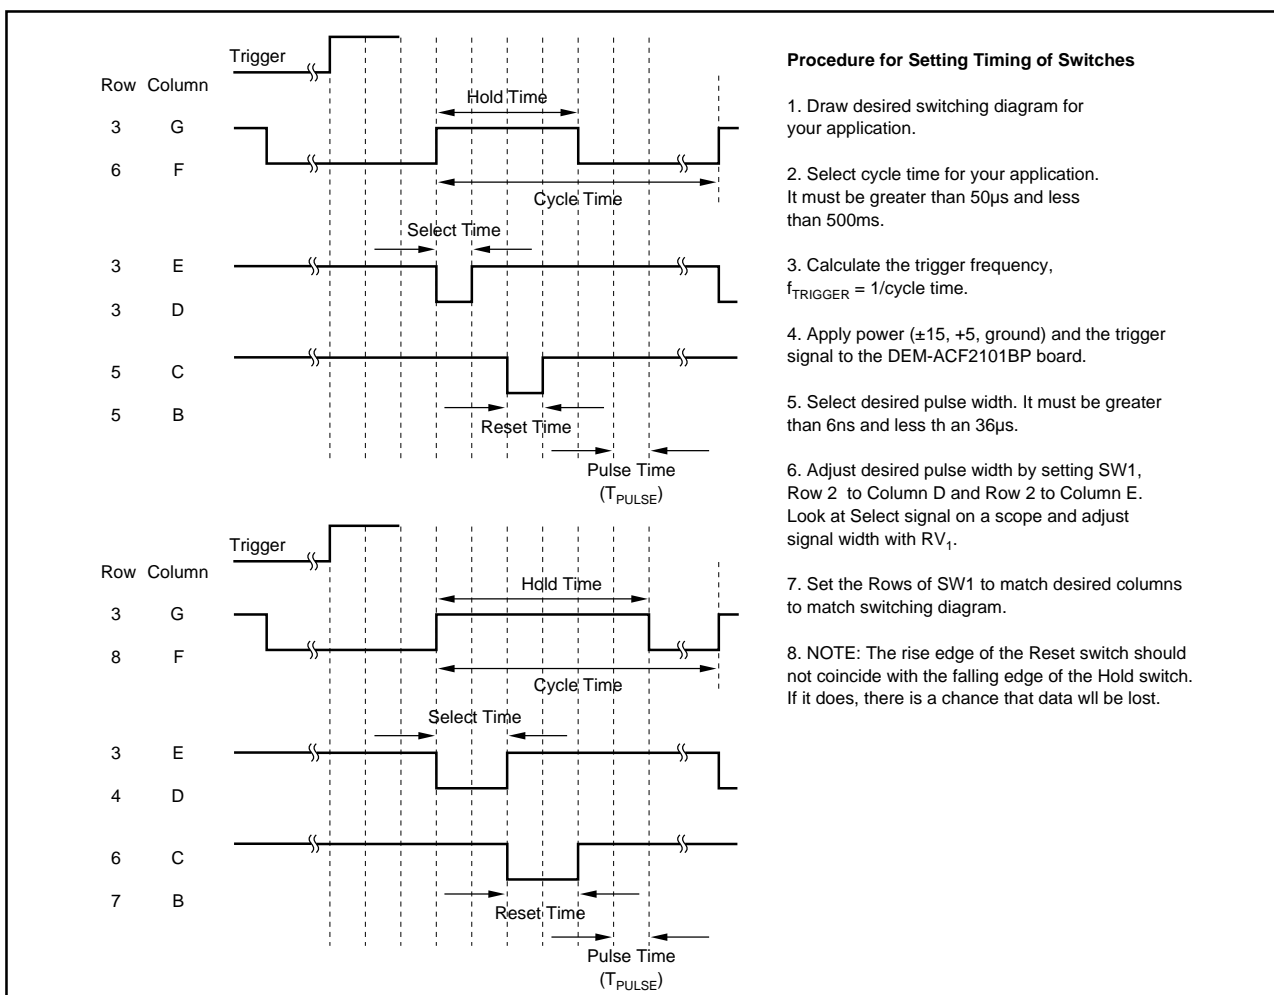 Trigger
Row Column
Hold Time
3 G
6 F
Cycle Time
Select Time
3 E
3 D
5 C
5 B
Reset Time
Pulse Time
(TPULSE)
Trigger
Row Column
Hold Time
3 G
8 F
Cycle Time
Select Time
3 E
4 D
6 C
7 B
Reset Time
Pulse Time
(TPULSE)
Procedure for Setting Timing of Switches
1. Draw desired switching diagram for
your application.
2. Select cycle time for your application.
It must be greater than 50µs and less
than 500ms.
3. Calculate the trigger frequency,
fTRIGGER = 1/cycle time.
4. Apply power (±15, +5, ground) and the trigger
signal to the DEM-ACF2101BP board.
5. Select desired pulse width. It must be greater
than 6ns and less th an 36µs.
6. Adjust desired pulse width by setting SW1,
Row 2 to Column D and Row 2 to Column E.
Look at Select signal on a scope and adjust
signal width with RV1.
7. Set the Rows of SW1 to match desired columns
to match switching diagram.
8. NOTE: The rise edge of the Reset switch should
not coincide with the falling edge of the Hold switch.
If it does, there is a chance that data wll be lost.